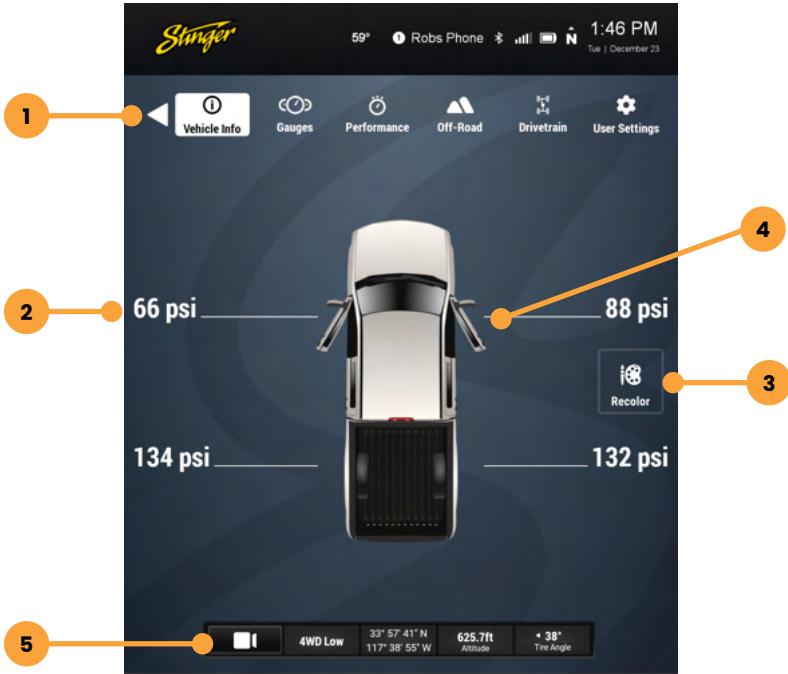 Stinger
59° 1 Robs Phone N 1:46 PM
Tue | December 23
1
Vehicle Info Gauges Performance Off-Road Drivetrain User Settings
4
2 66 psi 88 psi
Recolor 3
134 psi 132 psi
5 4WD Low 33° 57' 41" N 625.7ft 38°
117° 38' 55" W Altitude Tire Angle